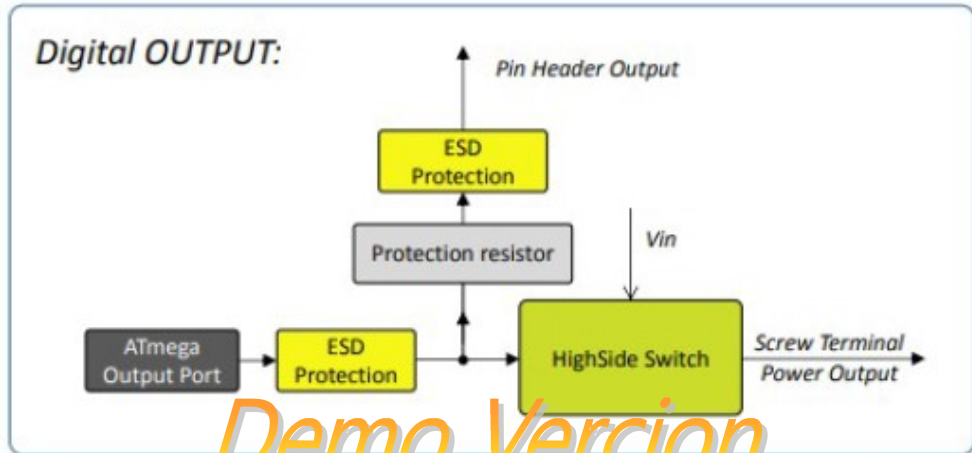 Digital OUTPUT:
Pin Header Output
ESD
Protection
Protection resistor
Vin
ATmega
Output Port
ESD
Protection
HighSide Switch
Screw Terminal
Power Output
Demo Vercion